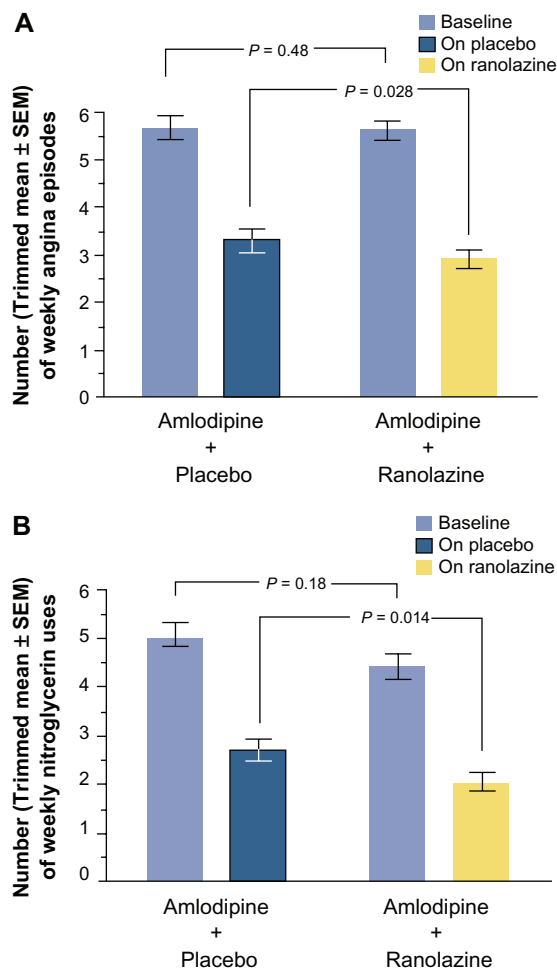 A
Baseline
On placebo
On ranolazine
P = 0.48
P = 0.028
Number (Trimmed mean ± SEM)
of weekly angina episodes
6
5
4
3
2
1
0
Amlodipine
+
Placebo
Amlodipine
+
Ranolazine
B
Baseline
On placebo
On ranolazine
P = 0.18
P = 0.014
Number (Trimmed mean ± SEM)
of weekly nitroglycerin uses
6
5
4
3
2
1
0
Amlodipine
+
Placebo
Amlodipine
+
Ranolazine